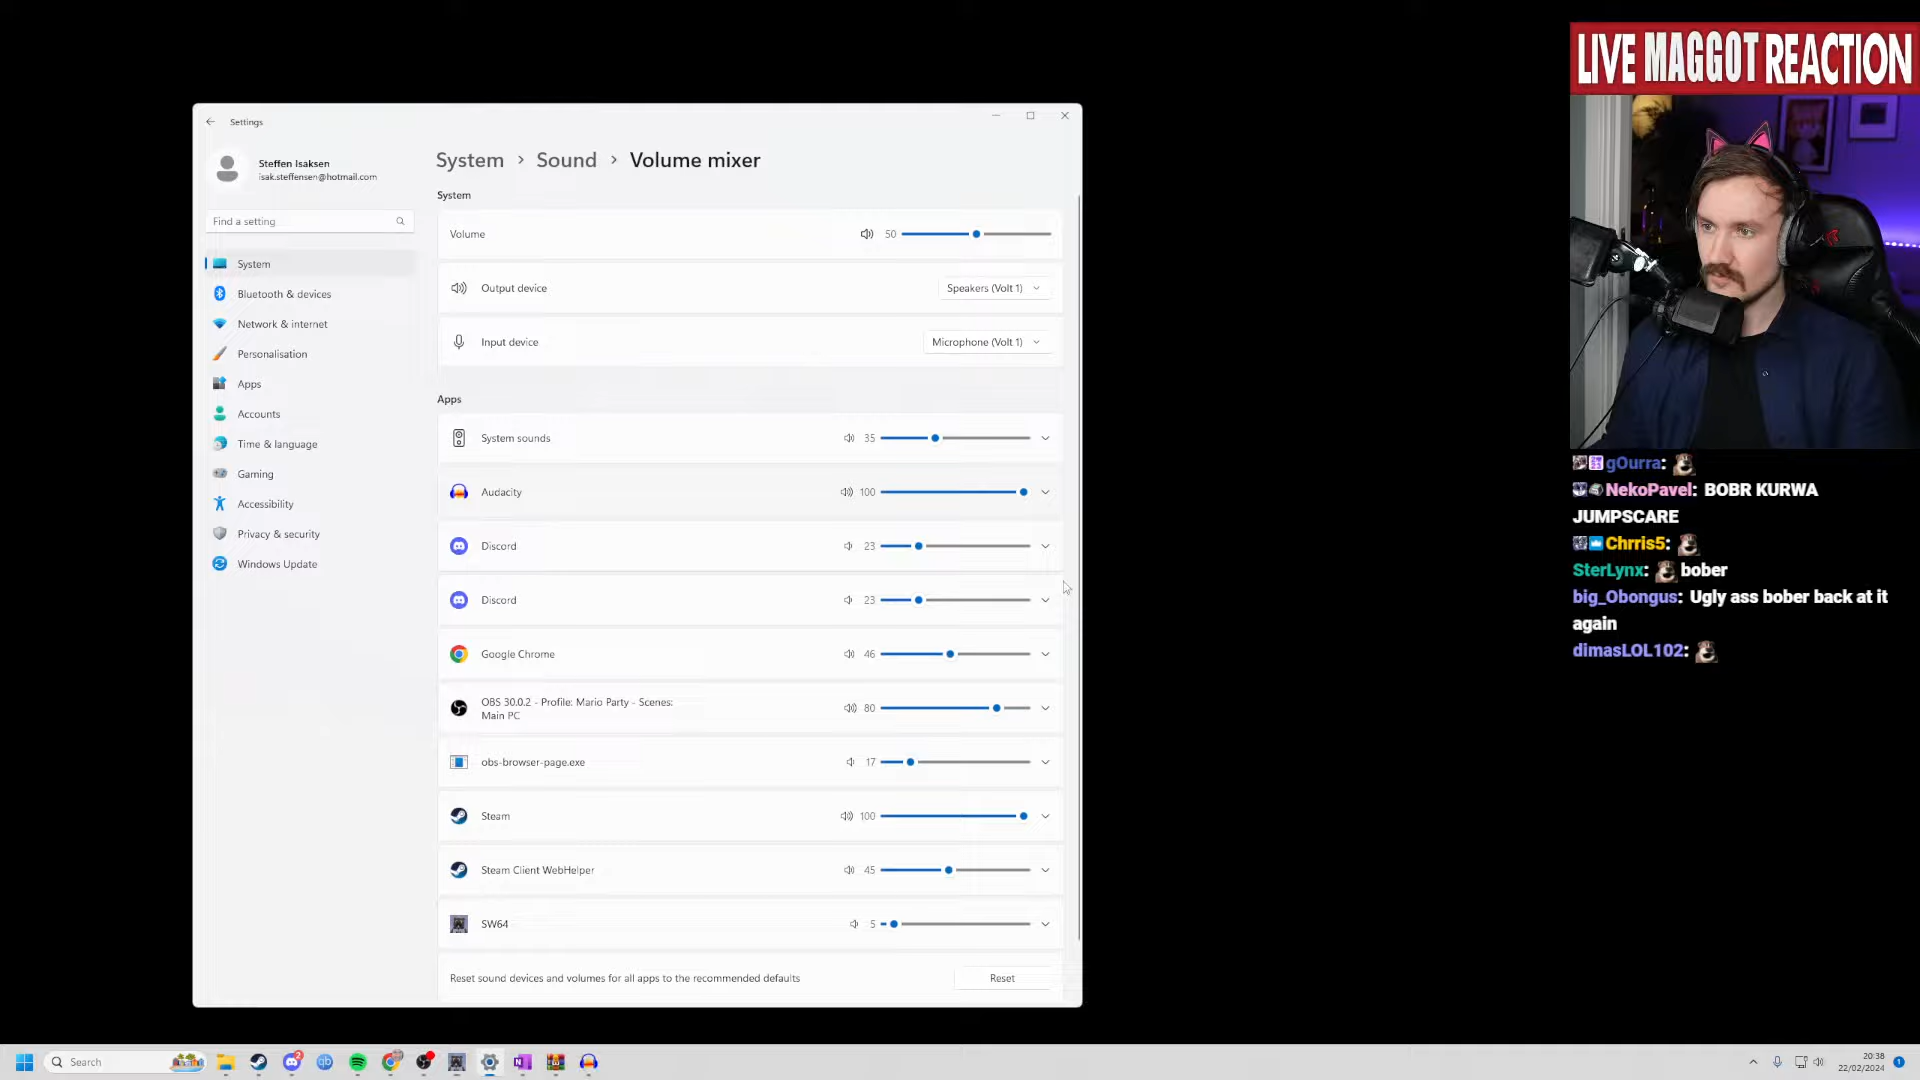 LIVE MAGGOT REACTION
Settings
Steffen Isaksen
isak.steffensen@hotmail.com
Find a setting
System
Bluetooth & devices
Network & internet
Personalisation
Apps
Accounts
Time & language
Gaming
Accessibility
Privacy & security
Windows Update
System > Sound > Volume mixer
System
Volume 50
Output device Speakers (Volt 1)
Input device Microphone (Volt 1)
Apps
System sounds 35
Audacity 100
Discord 23
Discord 23
Google Chrome 46
OBS 30.0.2 - Profile: Mario Party - Scenes:
Main PC 80
obs-browser-page.exe 17
Steam 100
Steam Client WebHelper 45
SW64 5
Reset sound devices and volumes for all apps to the recommended defaults Reset
gOurra:
NekoPavel: BOBR KURWA
JUMPSCARE
Chrris5:
SterLynx: bober
big_Obongus: Ugly ass bober back at it
again
dimasLOL102:
Search
2
20:38
22/02/2024
1